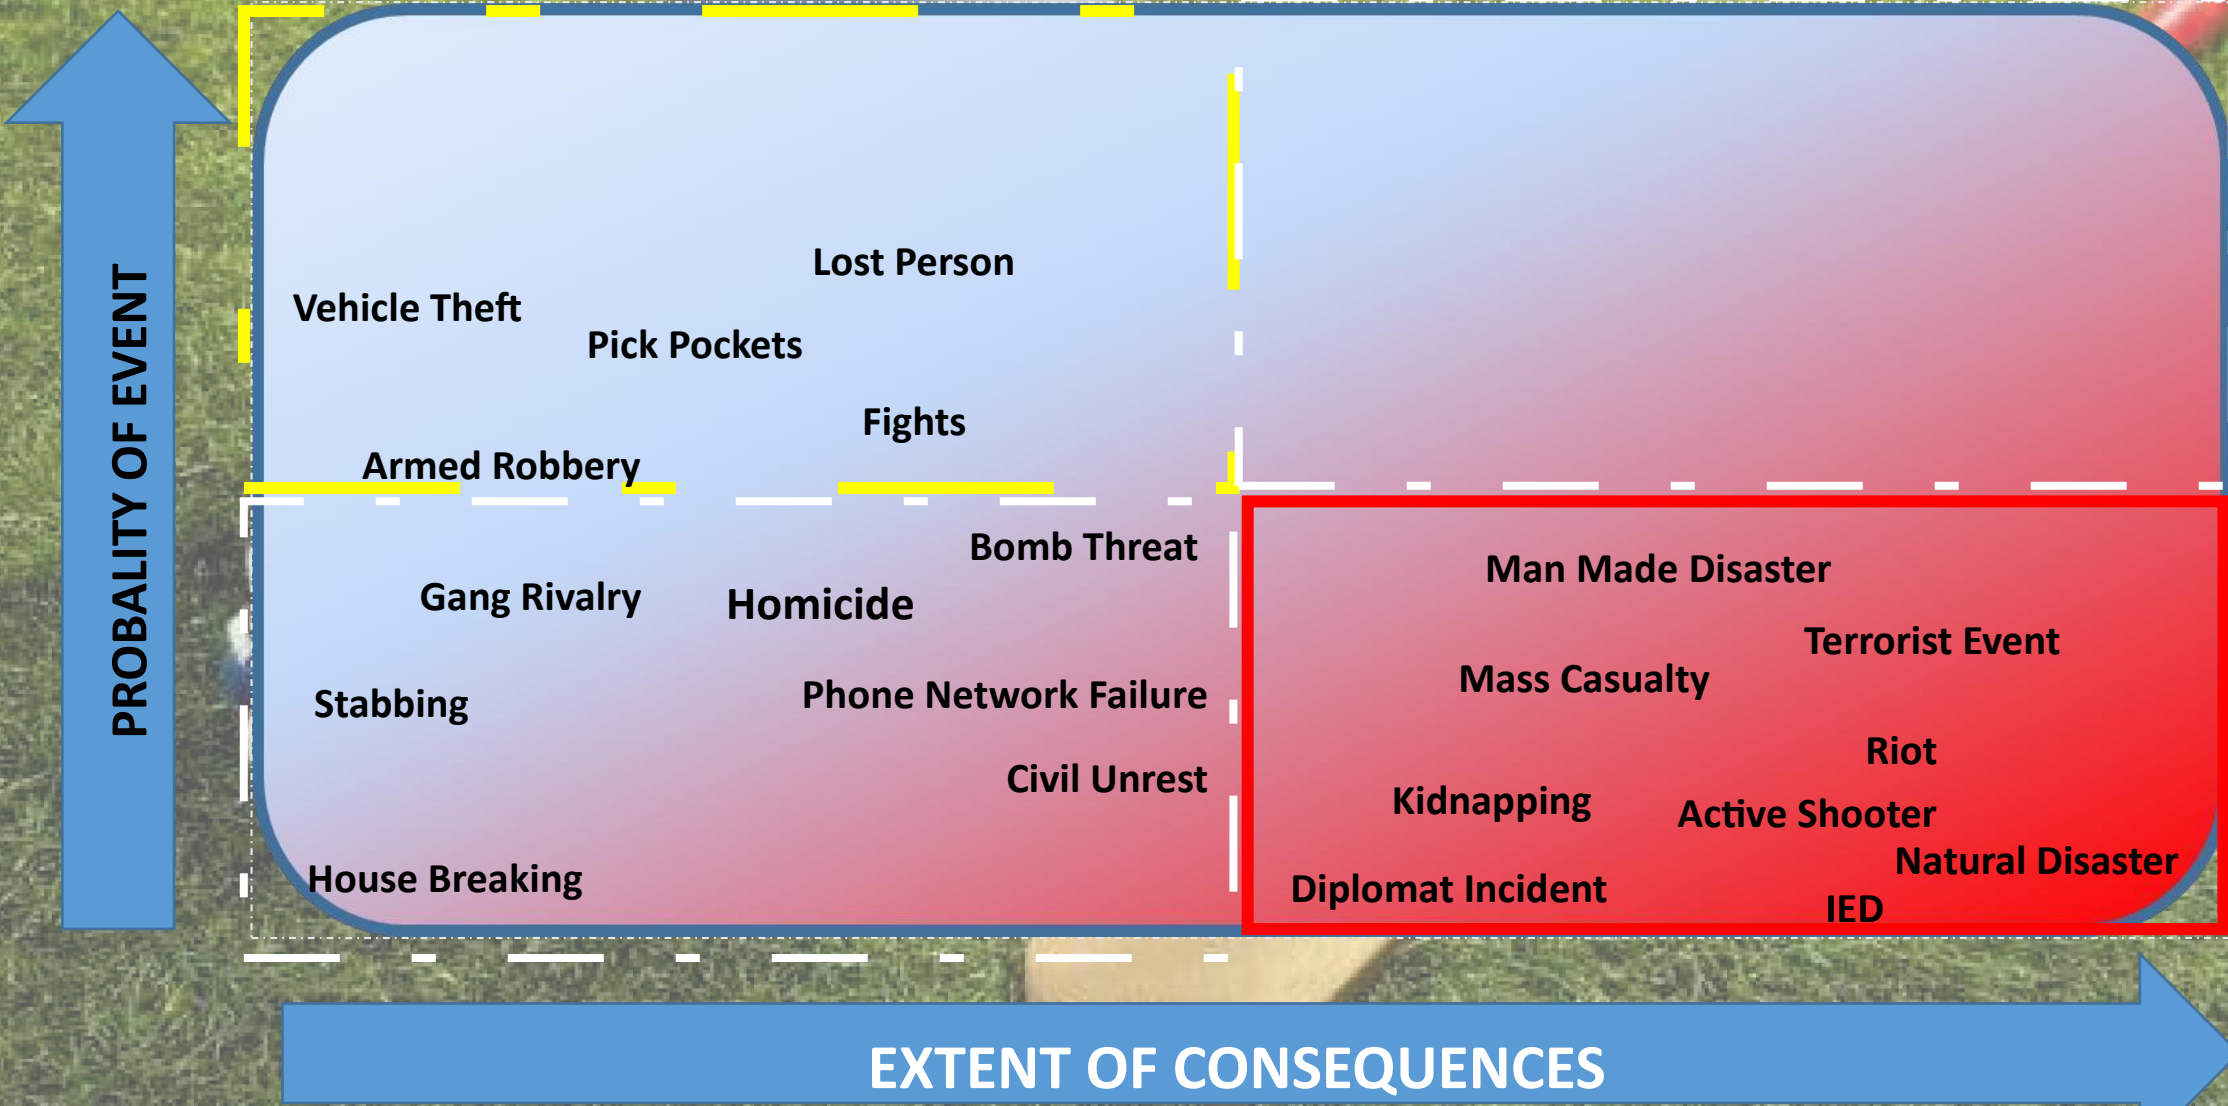 PROBALITY OF EVENT
Lost Person
Vehicle Theft
Pick Pockets
Fights
Armed Robbery
Bomb Threat
Gang Rivalry
Homicide
Stabbing
Phone Network Failure
Civil Unrest
House Breaking
Man Made Disaster
Terrorist Event
Mass Casualty
Riot
Kidnapping
Active Shooter
Natural Disaster
Diplomat Incident
IED
EXTENT OF CONSEQUENCES